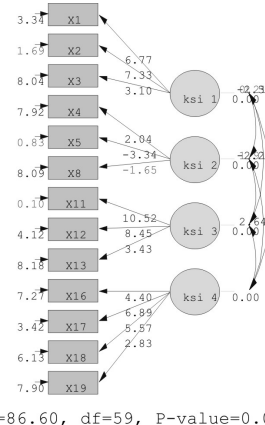 3.34 X1
1.69 X2
8.04 X3
7.92 X4
0.83 X5
8.09 X8
0.10 X11
4.12 X12
8.18 X13
7.27 X16
3.42 X17
6.13 X18
7.90 X19
6.77
7.33
3.10
2.04
-3.34
-1.65
10.52
8.45
3.43
4.40
6.89
5.57
2.83
ksi 1 0.00
ksi 2 0.00
ksi 3 0.00
ksi 4 0.00
=86.60, df=59,